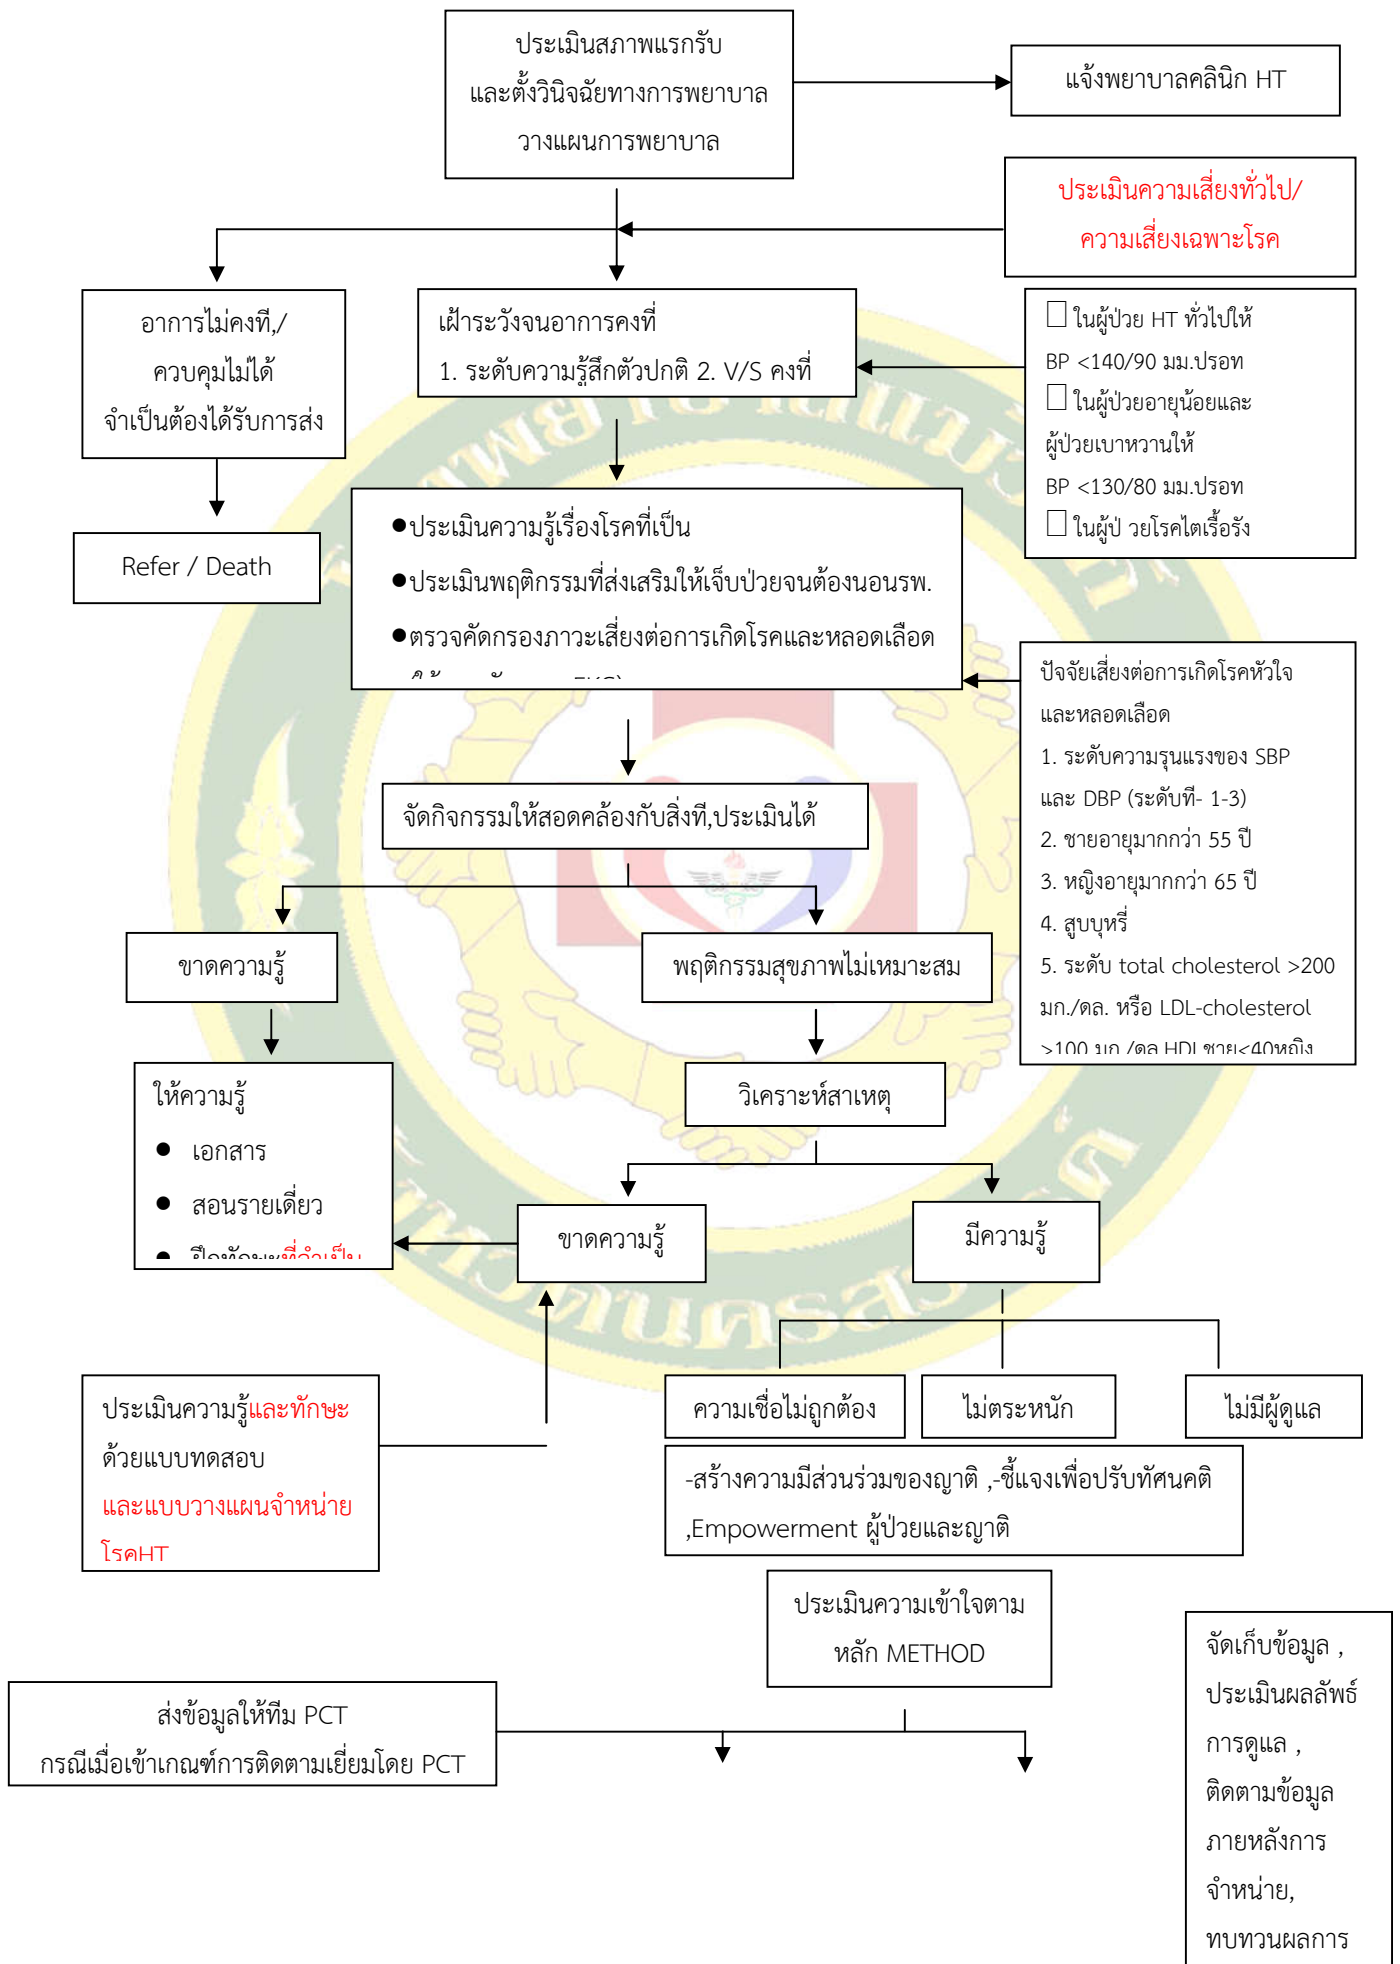 ประเมินสภาพแรกรับ
และตั้งวินิจฉัยทางการพยาบาล
วางแผนการพยาบาล
แจ้งพยาบาลคลินิก HT
ประเมินความเสี่ยงทั่วไป/
ความเสี่ยงเฉพาะโรค
อาการไม่คงที่,/
ควบคุมไม่ได้
จำเป็นต้องได้รับการส่ง
เฝ้าระวังจนอาการคงที่
1. ระดับความรู้สึกตัวปกติ 2. V/S คงที่
□ ในผู้ป่วย HT ทั่วไปให้
BP <140/90 มม.ปรอท
□ ในผู้ป่วยอายุน้อยและ
ผู้ป่วยเบาหวานให้
BP <130/80 มม.ปรอท
□ ในผู้ป่ วยโรคไตเรื้อรัง
Refer / Death
●ประเมินความรู้เรื่องโรคที่เป็น
●ประเมินพฤติกรรมที่ส่งเสริมให้เจ็บป่วยจนต้องนอนรพ.
●ตรวจคัดกรองภาวะเสี่ยงต่อการเกิดโรคและหลอดเลือด
ปัจจัยเสี่ยงต่อการเกิดโรคหัวใจ
และหลอดเลือด
1. ระดับความรุนแรงของ SBP
และ DBP (ระดับที- 1-3)
2. ชายอายุมากกว่า 55 ปี
3. หญิงอายุมากกว่า 65 ปี
4. สูบบุหรี่
5. ระดับ total cholesterol >200
มก./ดล. หรือ LDL-cholesterol
>100 มก./ดล HDL ชาย<40หญิง
จัดกิจกรรมให้สอดคล้องกับสิ่งที,ประเมินได้
ขาดความรู้
พฤติกรรมสุขภาพไม่เหมาะสม
ให้ความรู้
● เอกสาร
● สอนรายเดี่ยว
● ฝึกทักษะที่จำเป็น
วิเคราะห์สาเหตุ
ขาดความรู้
มีความรู้
ประเมินความรู้และทักษะ
ด้วยแบบทดสอบ
และแบบวางแผนจำหน่าย
โรคHT
ความเชื่อไม่ถูกต้อง
ไม่ตระหนัก
ไม่มีผู้ดูแล
-สร้างความมีส่วนร่วมของญาติ ,-ชี้แจงเพื่อปรับทัศนคติ
,Empowerment ผู้ป่วยและญาติ
ประเมินความเข้าใจตาม
หลัก METHOD
ส่งข้อมูลให้ทีม PCT
กรณีเมื่อเข้าเกณฑ์การติดตามเยี่ยมโดย PCT
จัดเก็บข้อมูล ,
ประเมินผลลัพธ์
การดูแล ,
ติดตามข้อมูล
ภายหลังการ
จำหน่าย,
ทบทวนผลการ